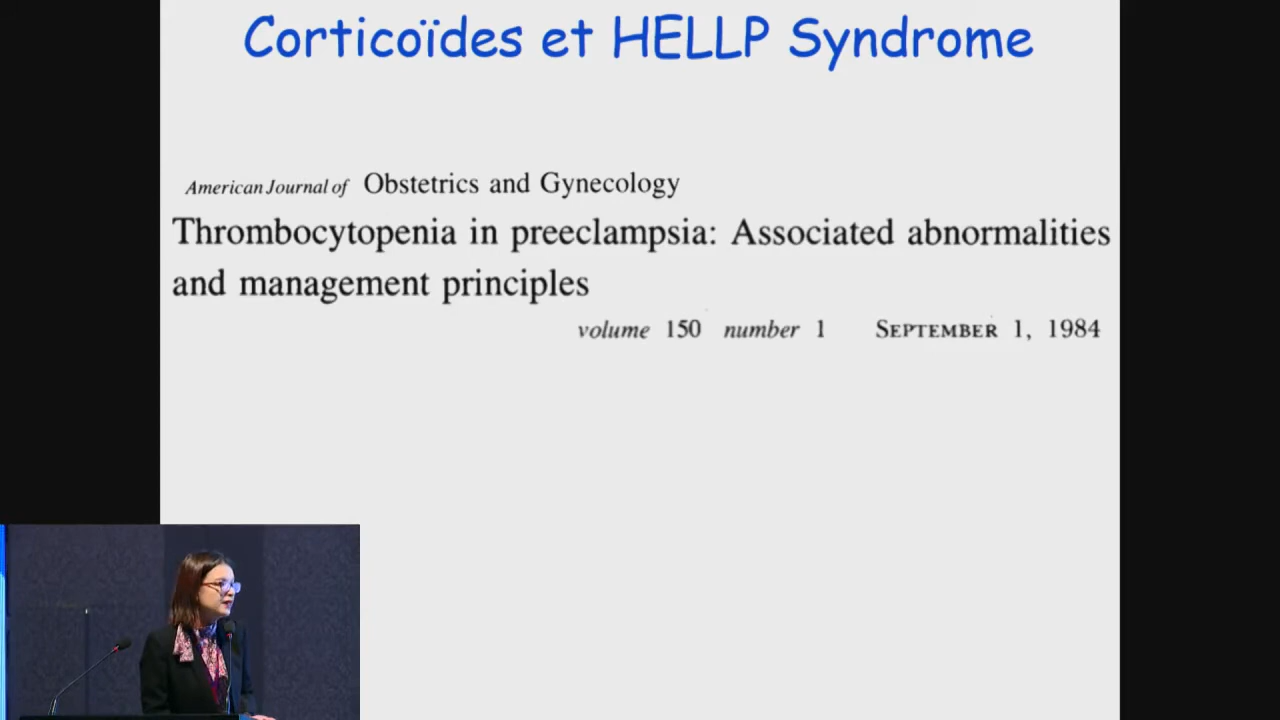 Corticoïdes et HELLP Syndrome
American Journal of Obstetrics and Gynecology
Thrombocytopenia in preeclampsia: Associated abnormalities
and management principles
volume 150 number 1 SEPTEMBER 1, 1984